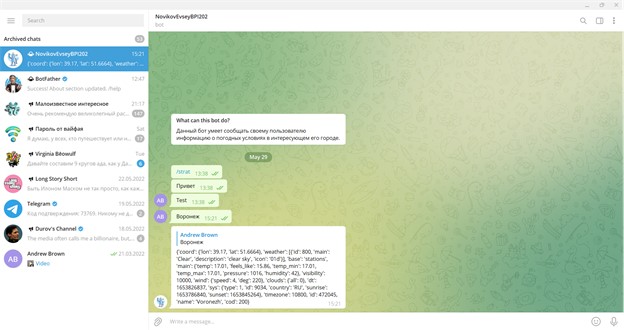 Search
Archived chats
NovikovEvseyBPI202
15:21
{'coord': {'lon': 39.17, 'lat': 51.6664}, 'weather': ...
BotFather
12:47
Success! About section updated. /help
Малоизвестное интересное
21:17
Очень рекомендую великолепный рас...
147
Пароль от вайфая
Sat
Я думаю, у всех, кто путешествует или н...
17
Virginia Beowulf
Tue
Давайте составим 9 кругов ада, как у Да...
6
Long Story Short
22.05.2022
Быть Илоном Маском не так просто, как каж...
Telegram
19.05.2022
Код подтверждения: 73769. Никому не д...
2
Durov's Channel
18.05.2022
The media often calls me a billionaire, but...
4
AB
Andrew Brown
21.03.2022
Video
NovikovEvseyBPI202
bot
What can this bot do?
Данный бот умеет сообщать своему пользователю
информацию о погодных условиях в интересующем его городе.
May 29
/start 13:38
Привет 13:38
AB
Test 13:38
AB
Воронеж 15:21
Andrew Brown
Воронеж
{'coord': {'lon': 39.17, 'lat': 51.6664}, 'weather': [{'id': 800, 'main':
'Clear', 'description': 'clear sky', 'icon': '01d'}], 'base': 'stations',
'main': {'temp': 17.01, 'feels_like': 15.86, 'temp_min': 17.01,
'temp_max': 17.01, 'pressure': 1016, 'humidity': 42}, 'visibility':
10000, 'wind': {'speed': 4, 'deg': 220}, 'clouds': {'all': 0}, 'dt':
1653826837, 'sys': {'type': 1, 'id': 9034, 'country': 'RU', 'sunrise':
1653786840, 'sunset': 1653845264}, 'timezone': 10800, 'id': 472045,
'name': 'Voronezh', 'cod': 200}
15:21
Write a message...